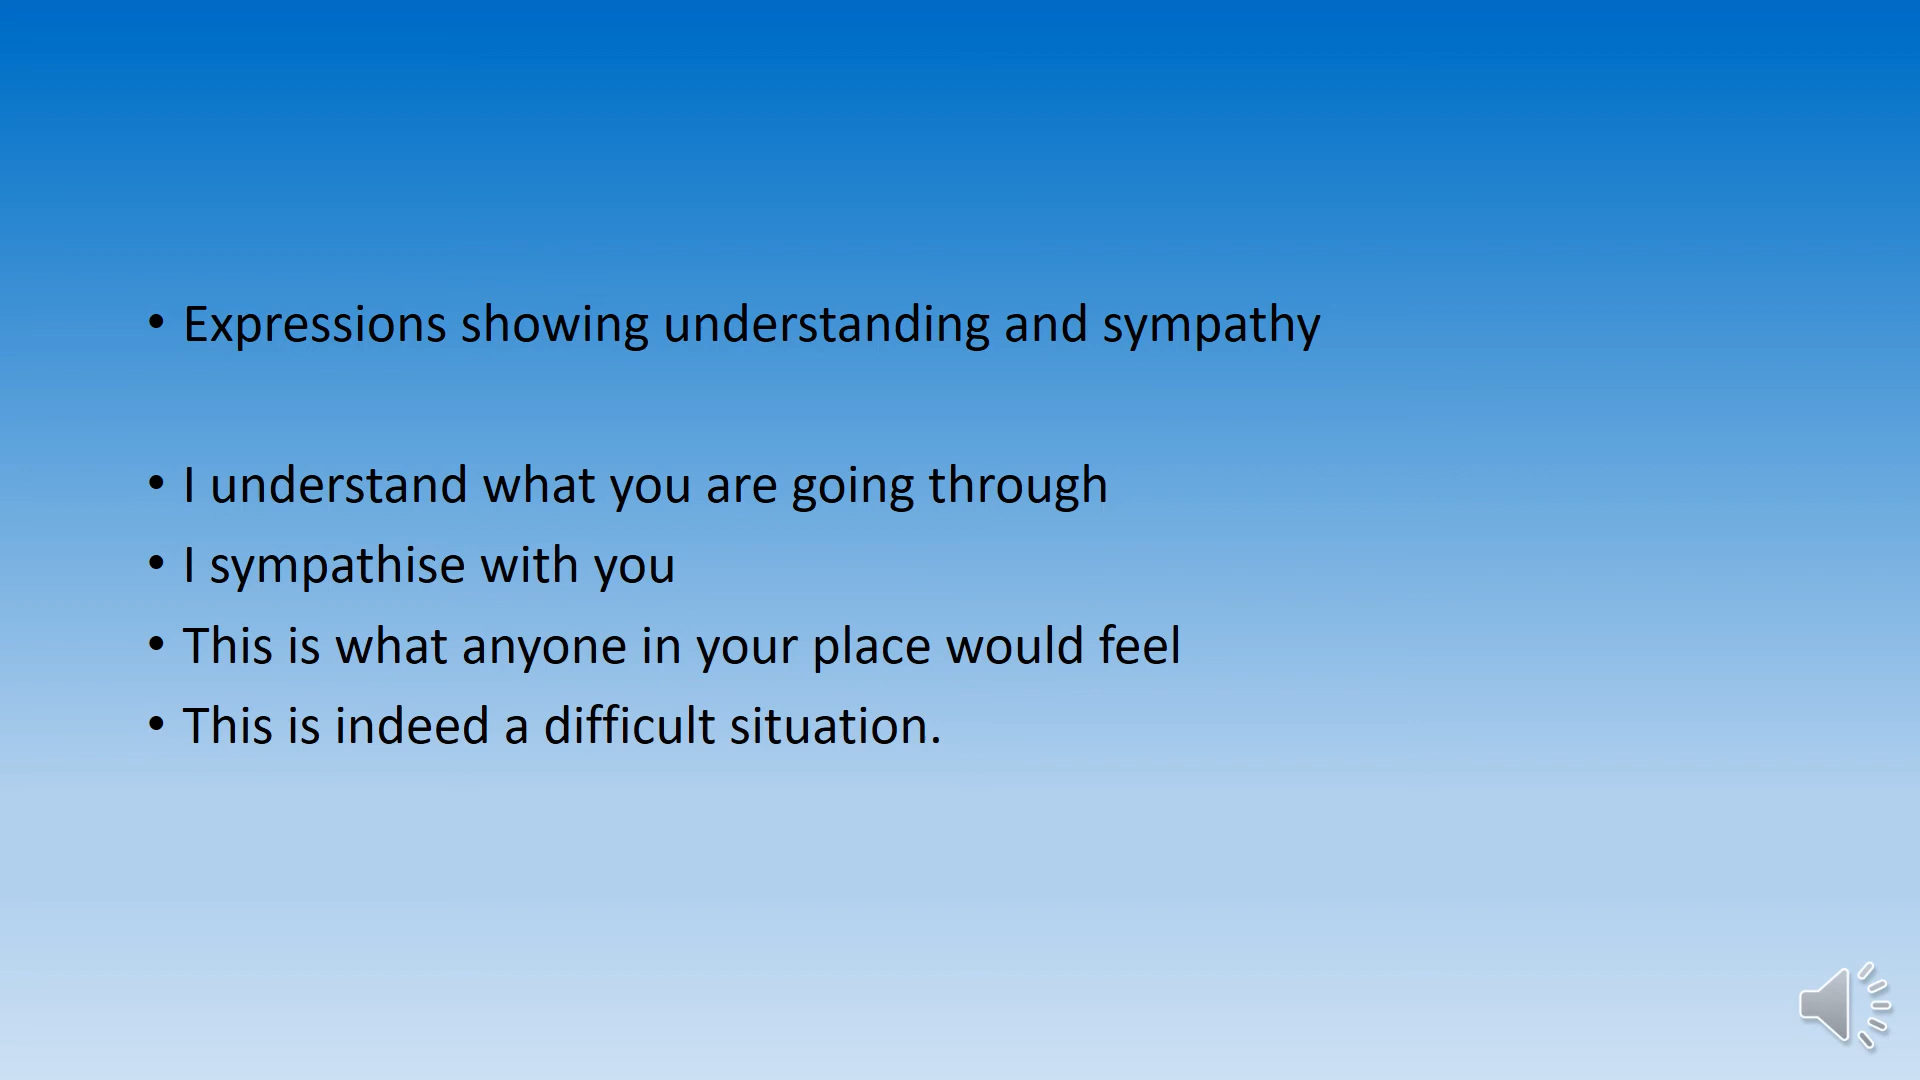 • Expressions showing understanding and sympathy
• I understand what you are going through
• I sympathise with you
• This is what anyone in your place would feel
• This is indeed a difficult situation.